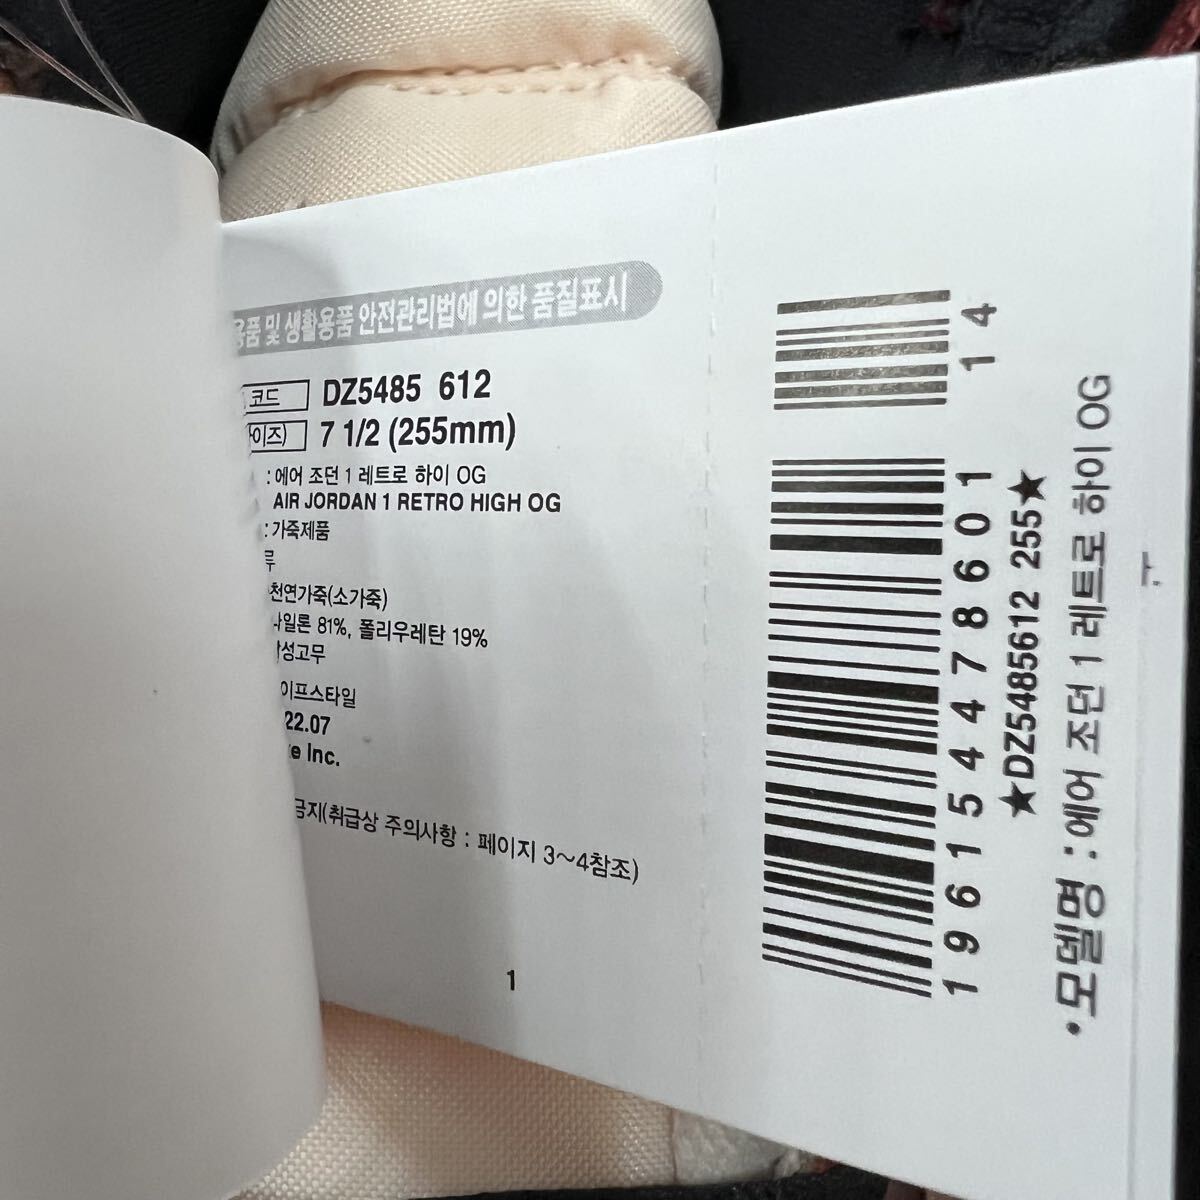 용품 및 생활용품 안전관리법에 의한 품질표시
코드 DZ5485 612
이즈) 7 1/2 (255mm)
: 에어 조던 1 레트로 하이 OG
AIR JORDAN 1 RETRO HIGH OG
: 가죽제품
천연가죽(소가죽)
나일론 81%, 폴리우레탄 19%
성고무
이프스타일
22.07
e Inc.
금지(취급상 주의사항 : 페이지 3~4참조)
1
14
196154478601
★DZ5485612 255★
•모델명 : 에어 조던 1 레트로 하이 OG